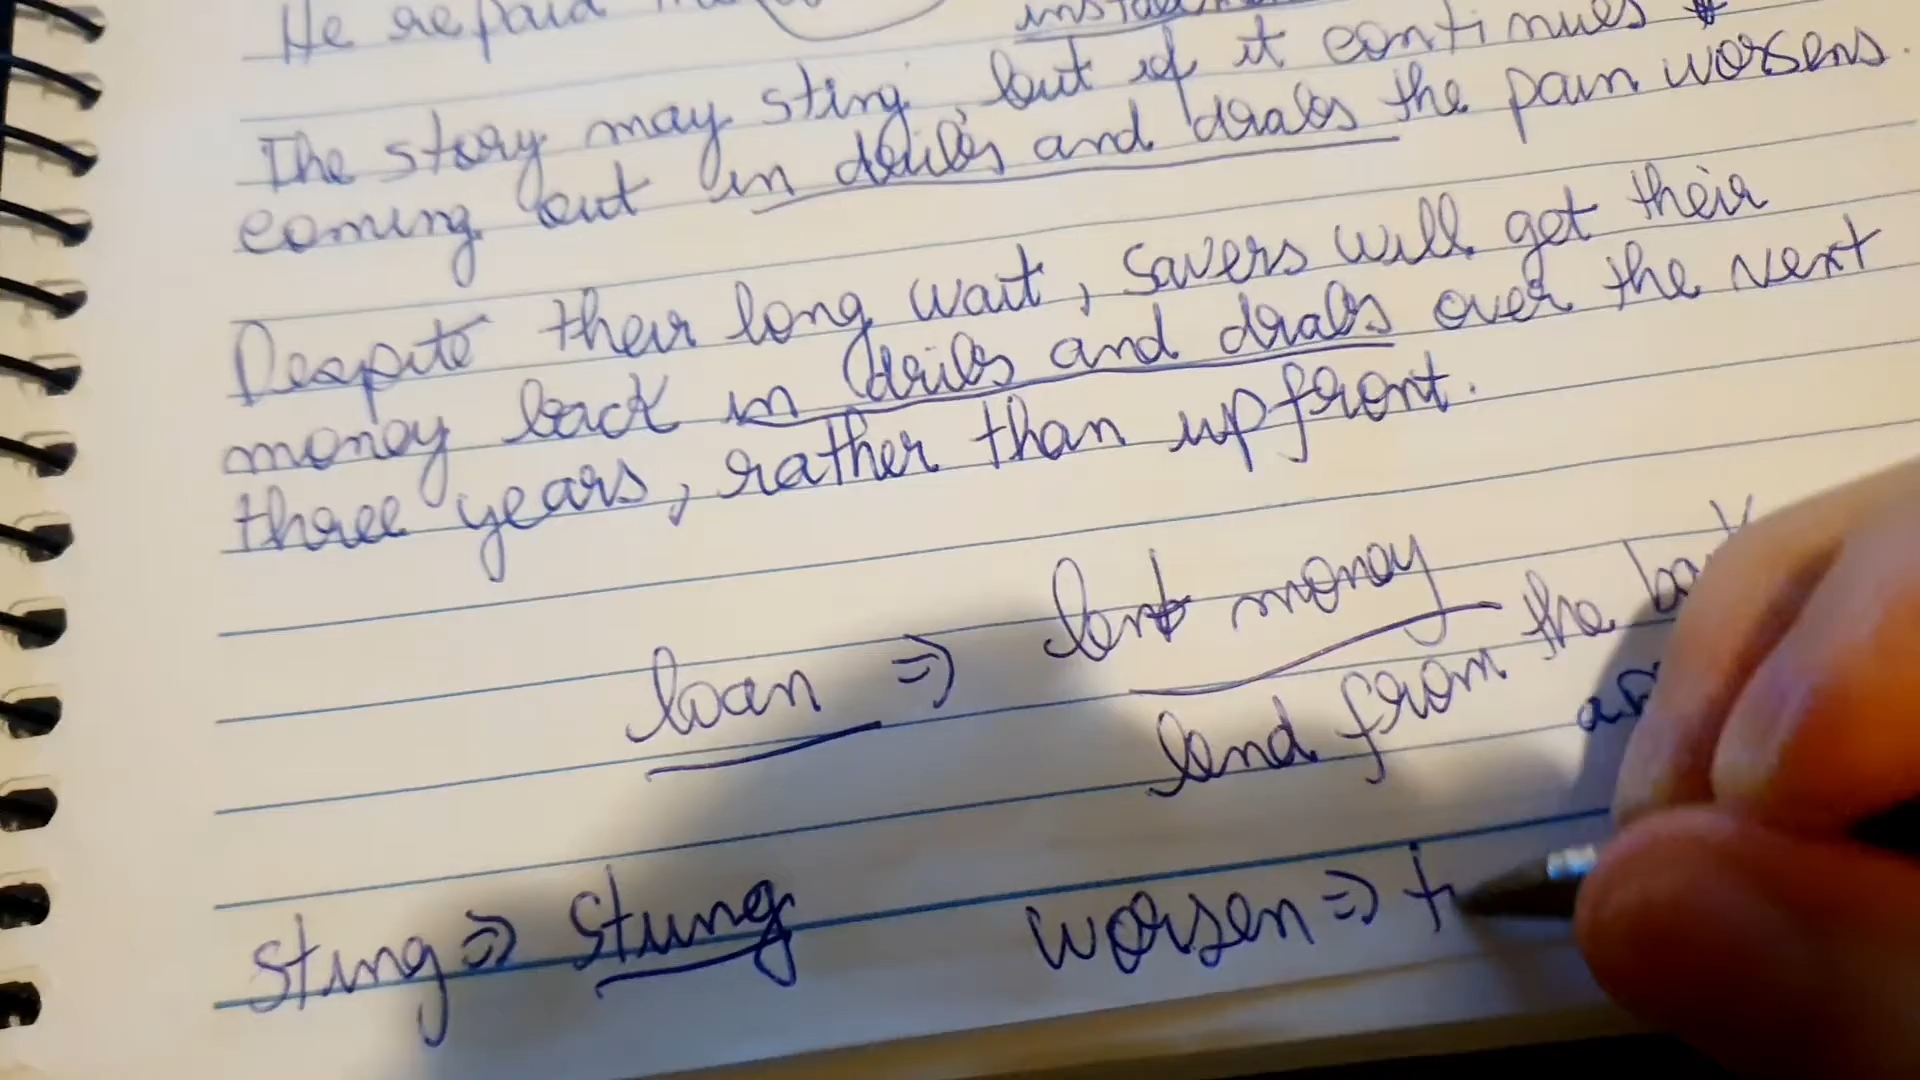 He repaid
The story may sting, but if it continues
coming out in dribs and drabs the pain worsens.
Despite their long wait, savers will get their
money back in dribs and drabs over the next
three years, rather than upfront.
loan => lent money
lend from the
sting => stung worsen =>